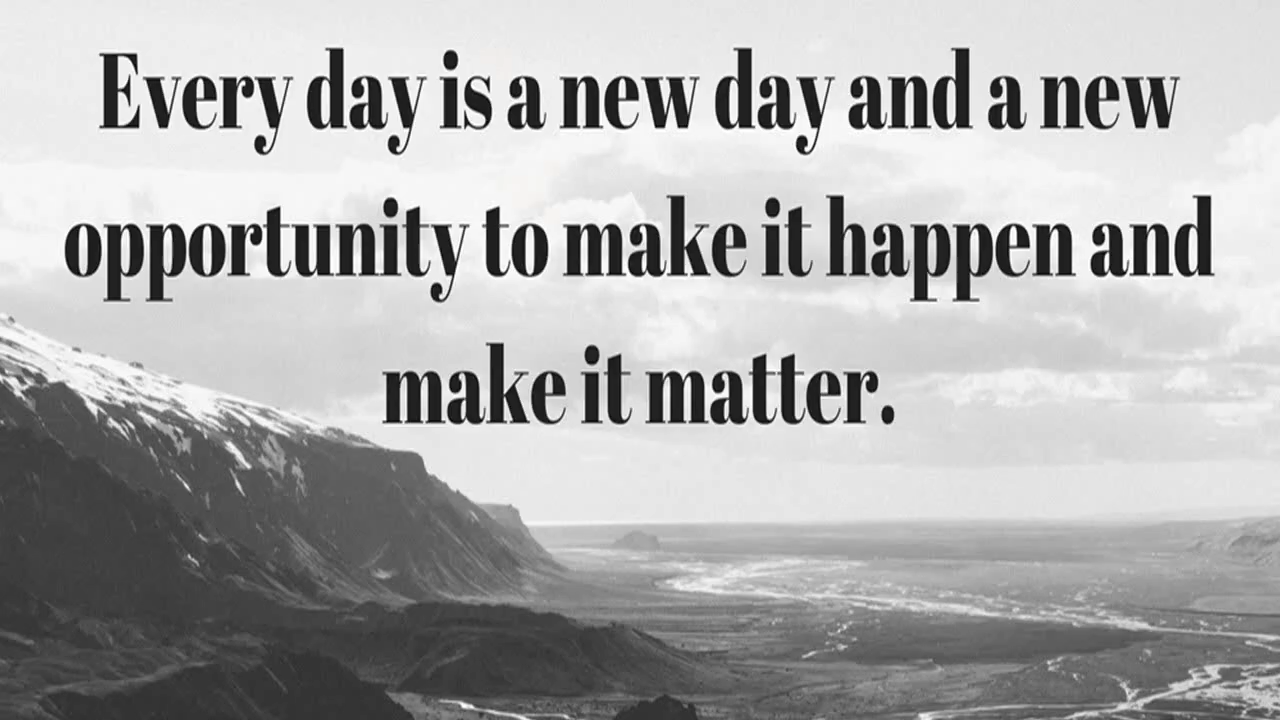 Every day is a new day and a new
opportunity to make it happen and
make it matter.